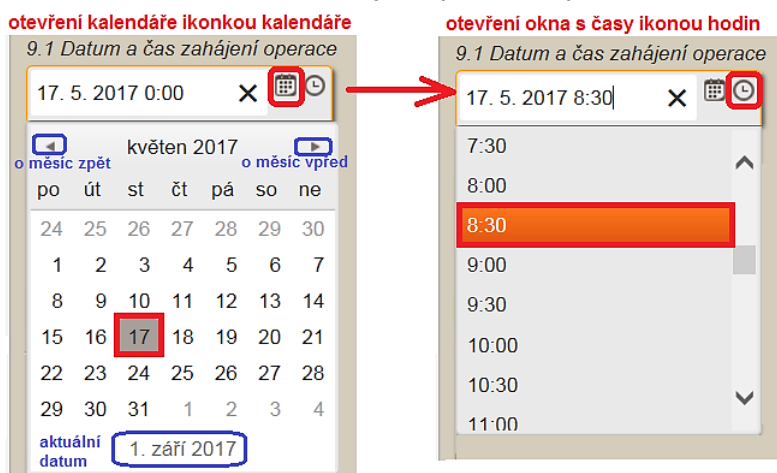 otevření kalendáře ikonkou kalendáře
9.1 Datum a čas zahájení operace
17. 5. 2017 0:00
květen 2017
o měsíc zpět
o měsíc vpřed
po út st čt pá so ne
24 25 26 27 28 29 30
1 2 3 4 5 6 7
8 9 10 11 12 13 14
15 16 17 18 19 20 21
22 23 24 25 26 27 28
29 30 31 1 2 3 4
aktuální
datum
1. září 2017
otevření okna s časy ikonou hodin
9.1 Datum a čas zahájení operace
17. 5. 2017 8:30
7:30
8:00
8:30
9:00
9:30
10:00
10:30
11:00